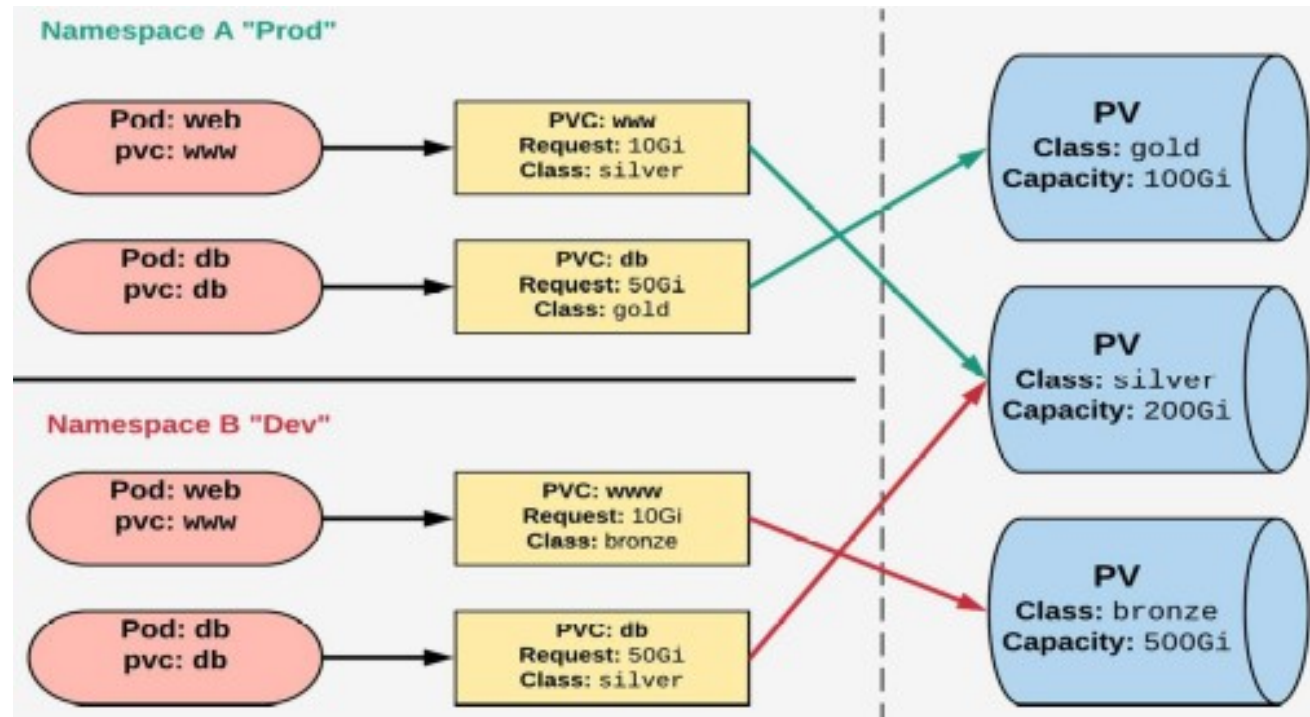 Namespace A "Prod"
Pod: web
pvc: www
PVC: www
Request: 10Gi
Class: silver
Pod: db
pvc: db
PVC: db
Request: 50Gi
Class: gold
Namespace B "Dev"
Pod: web
pvc: www
PVC: www
Request: 10Gi
Class: bronze
Pod: db
pvc: db
PVC: db
Request: 50Gi
Class: silver
PV
Class: gold
Capacity: 100Gi
PV
Class: silver
Capacity: 200Gi
PV
Class: bronze
Capacity: 500Gi